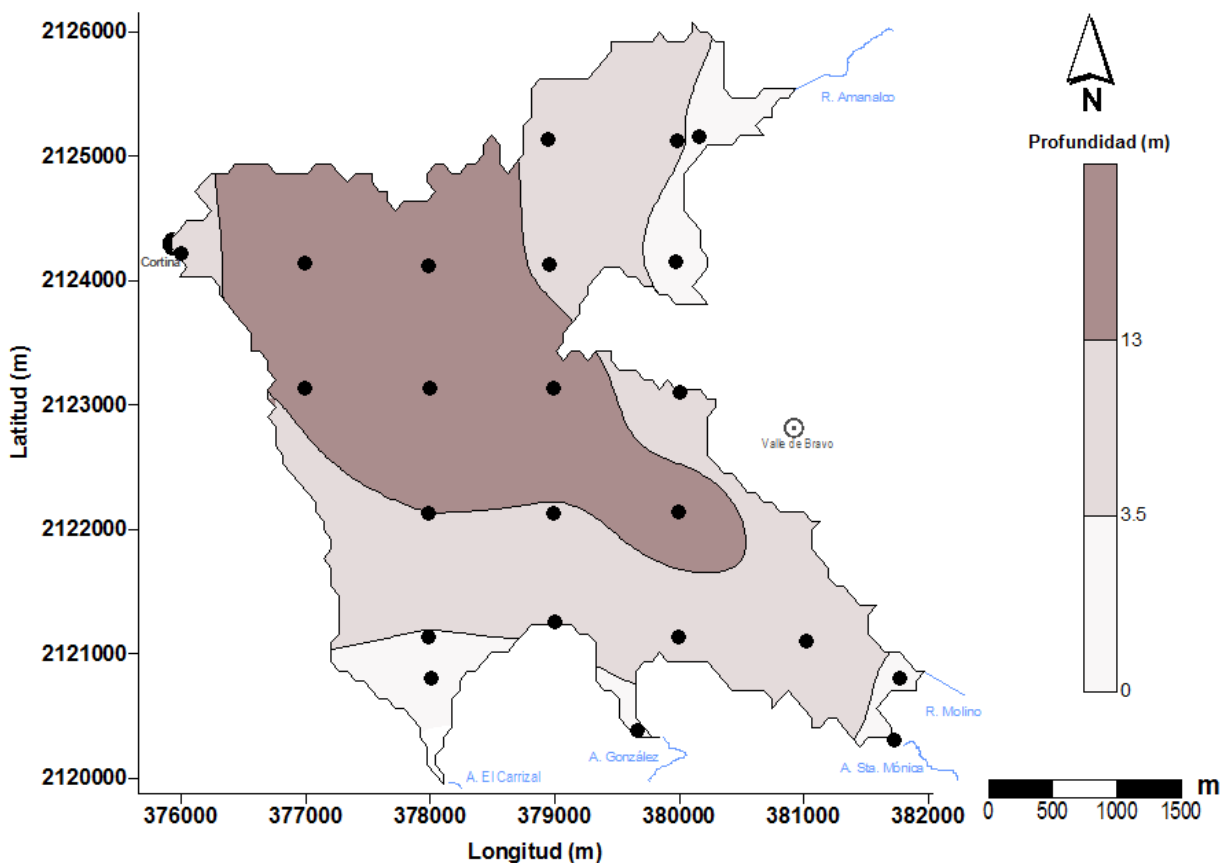 2126000
2125000
2124000
2123000
2122000
2121000
2120000
Latitud (m)
376000
377000
378000
379000
380000
381000
382000
Longitud (m)
R. Amanalco
Cortina
Valle de Bravo
R. Molino
A. Sta. Mónica
A. González
A. El Carrizal
N
Profundidad (m)
13
3.5
0
m
0
500
1000
1500